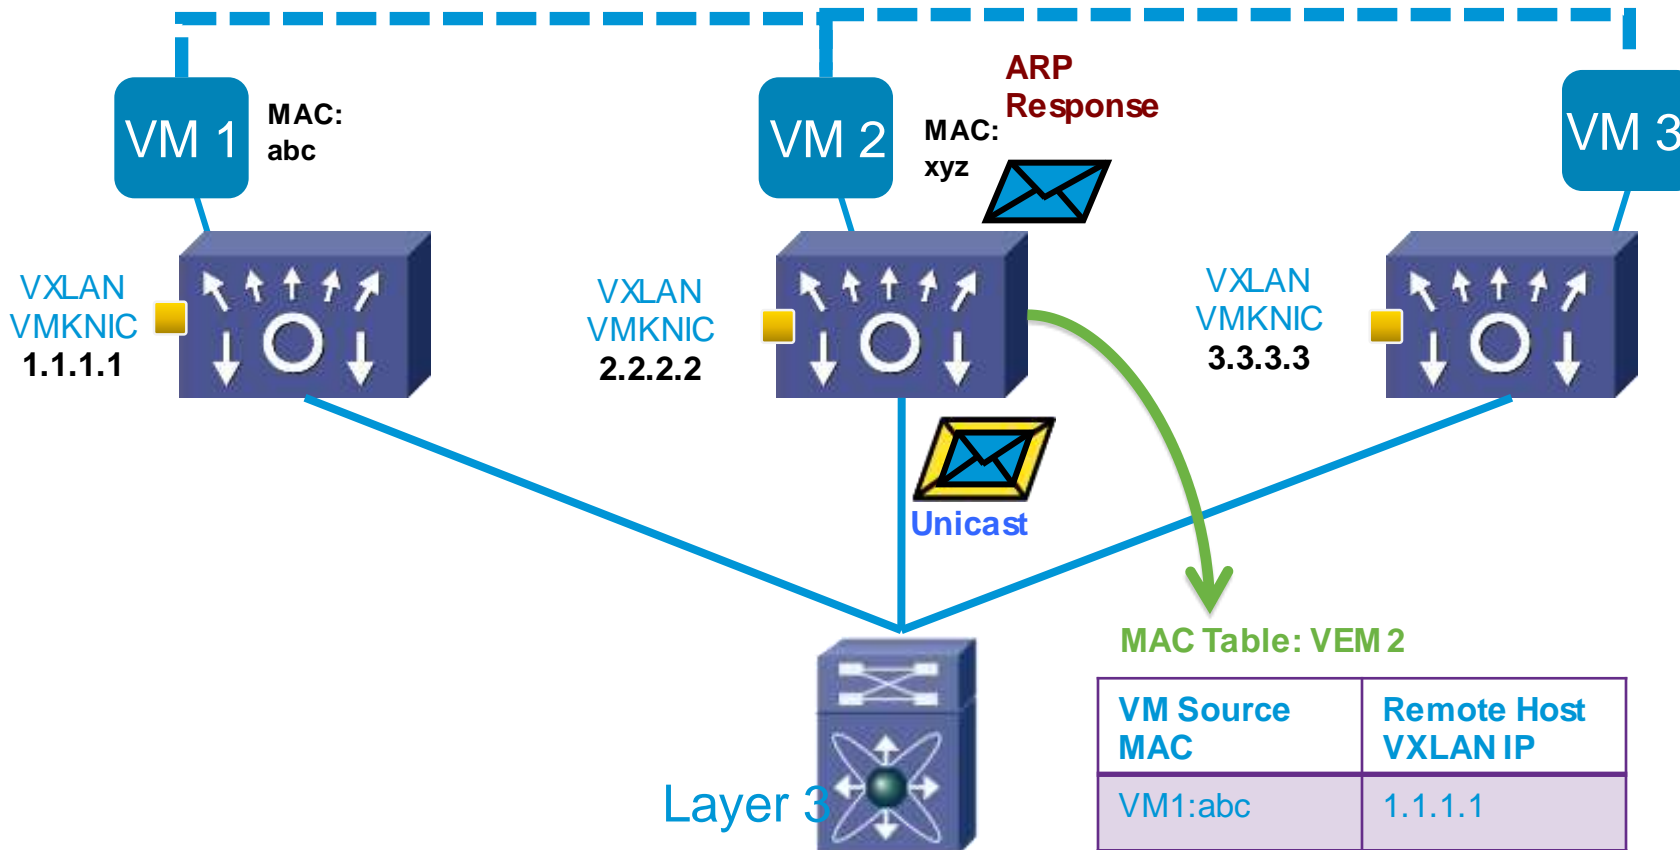 VM 1
MAC:
abc
VM 2
MAC:
xyz
ARP
Response
VM 3
VXLAN
VMKNIC
1.1.1.1
VXLAN
VMKNIC
2.2.2.2
VXLAN
VMKNIC
3.3.3.3
Unicast
Layer 3
MAC Table: VEM 2
VM Source
MAC
Remote Host
VXLAN IP
VM1:abc
1.1.1.1